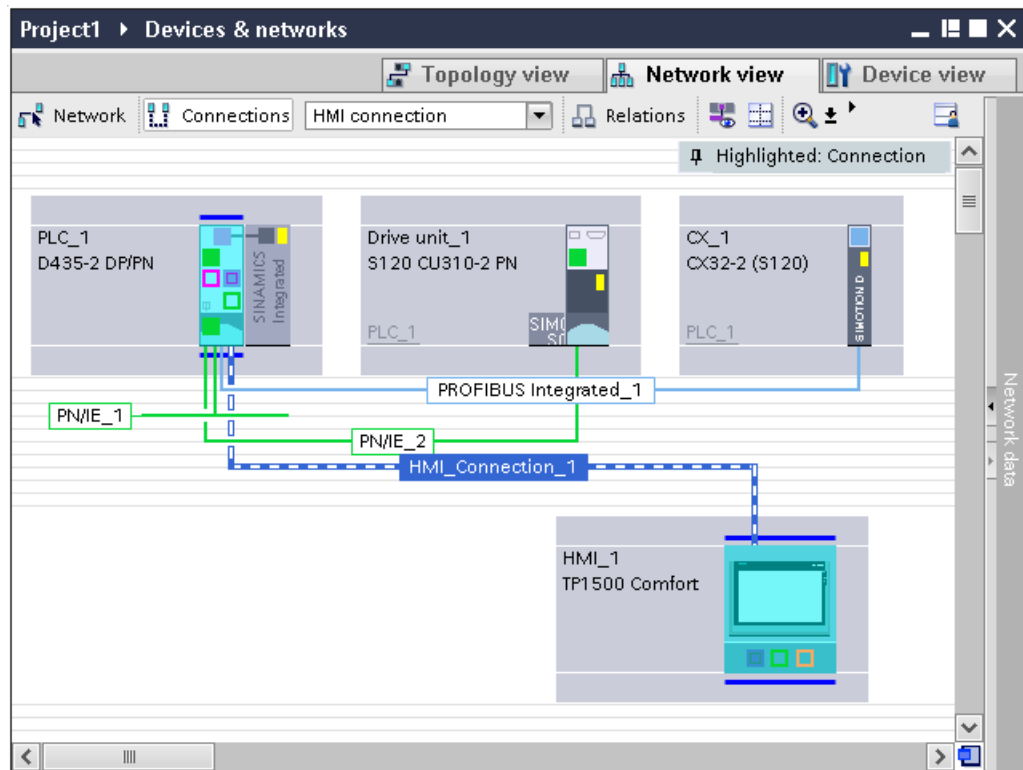 Project1 ▸ Devices & networks
Topology view
Network view
Device view
Network
Connections
HMI connection
Relations
Highlighted: Connection
PLC_1
D435-2 DP/PN
SINAMICS
Integrated
Drive unit_1
S120 CU310-2 PN
PLC_1
CX_1
CX32-2 (S120)
PLC_1
SIMOTION D
PROFIBUS Integrated_1
PN/IE_1
PN/IE_2
HMI_Connection_1
HMI_1
TP1500 Comfort
Network data